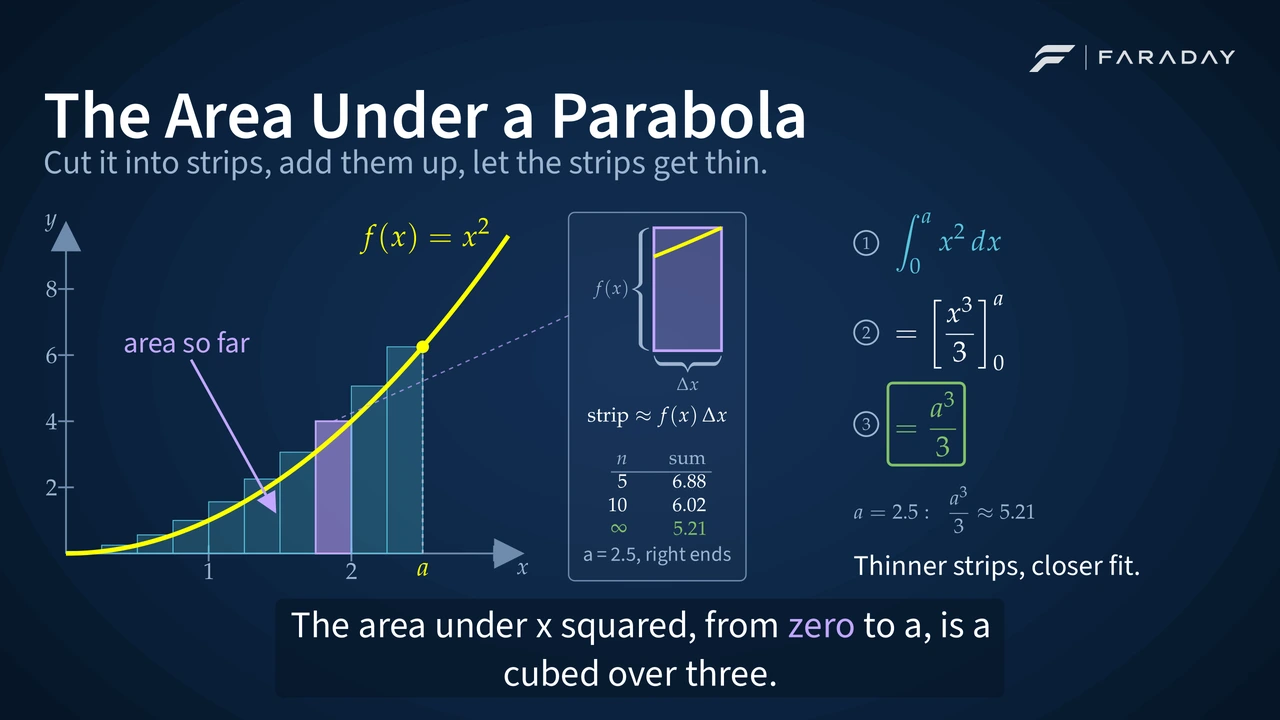 FARADAY
The Area Under a Parabola
Cut it into strips, add them up, let the strips get thin.
y
8
6
4
2
1
2
a
x
f(x) = x²
area so far
f(x)
Δx
strip ≈ f(x) Δx
n sum
5 6.88
10 6.02
∞ 5.21
a = 2.5, right ends
① ∫₀ᵃ x² dx
② = [x³/3]₀ᵃ
③ = a³/3
a = 2.5 : a³/3 ≈ 5.21
Thinner strips, closer fit.
The area under x squared, from zero to a, is a
cubed over three.